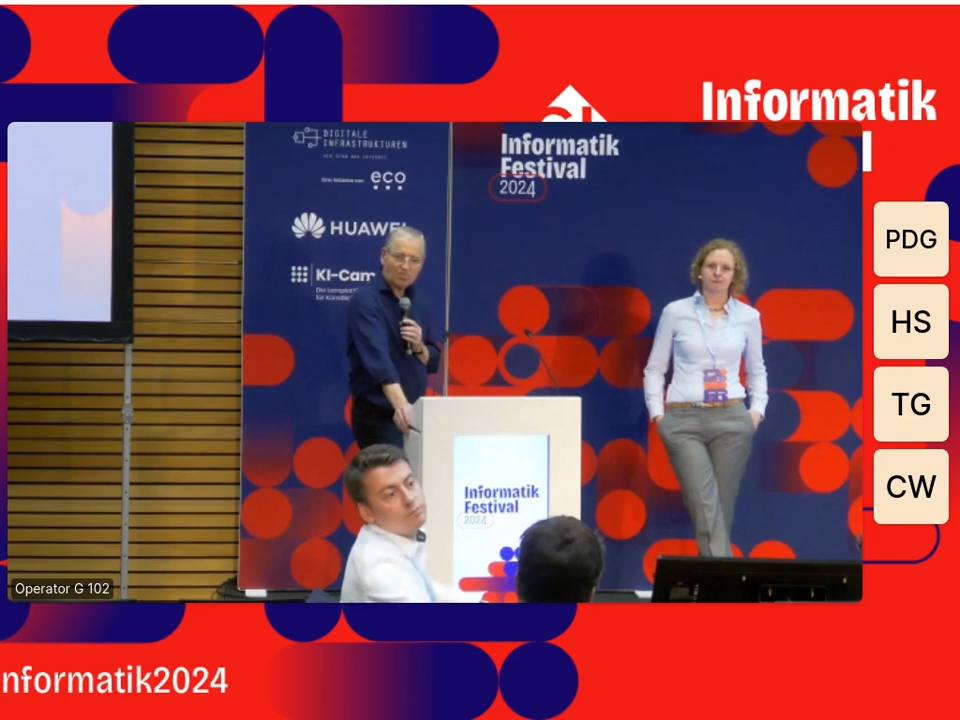 Informatik
DIGITALE
INFRASTRUKTUREN
eco
HUAWEI
KI-Cam
Informatik
Festival
2024
PDG
HS
TG
CW
Informatik
Festival
2024
Operator G 102
nformatik2024